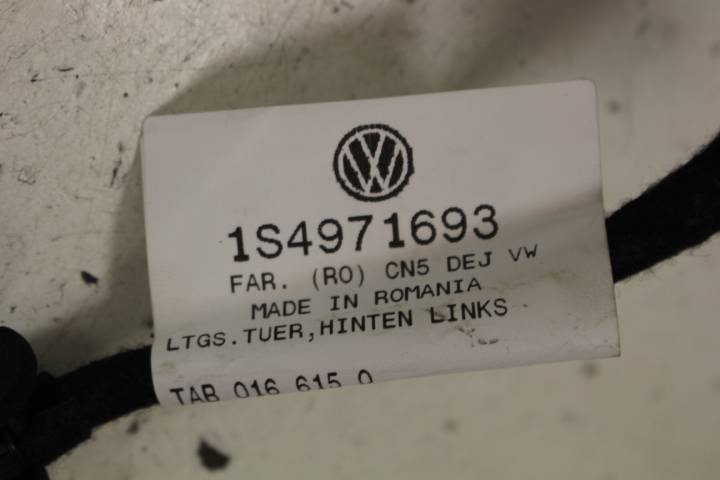 1S4971693
FAR. (RO) CN5 DEJ VW
MADE IN ROMANIA
LTGS.TUER,HINTEN LINKS
TAB 016 615 0